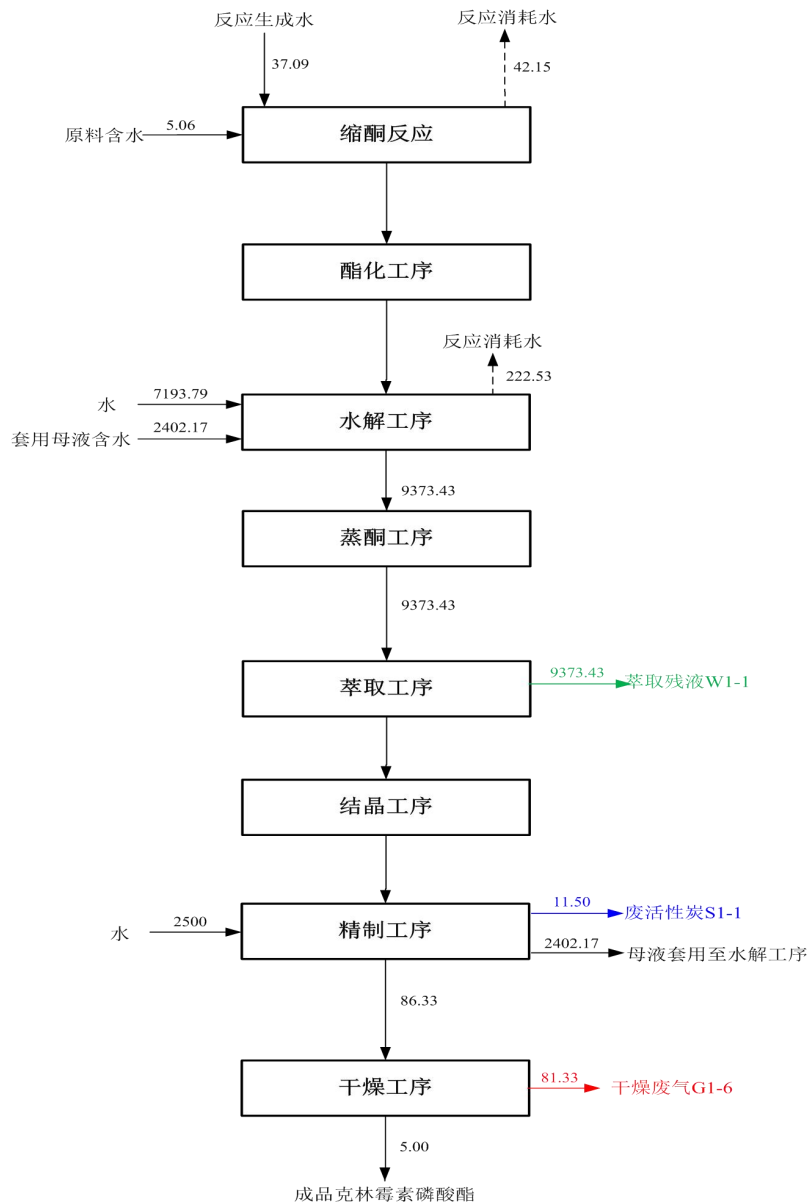 反应生成水
反应消耗水
37.09
42.15
原料含水
5.06
缩酮反应
酯化工序
反应消耗水
222.53
水
7193.79
套用母液含水
2402.17
水解工序
9373.43
蒸酮工序
9373.43
萃取工序
9373.43
萃取残液W1-1
结晶工序
水
2500
精制工序
11.50
废活性炭S1-1
2402.17
母液套用至水解工序
86.33
干燥工序
81.33
干燥废气G1-6
5.00
成品克林霉素磷酸酯